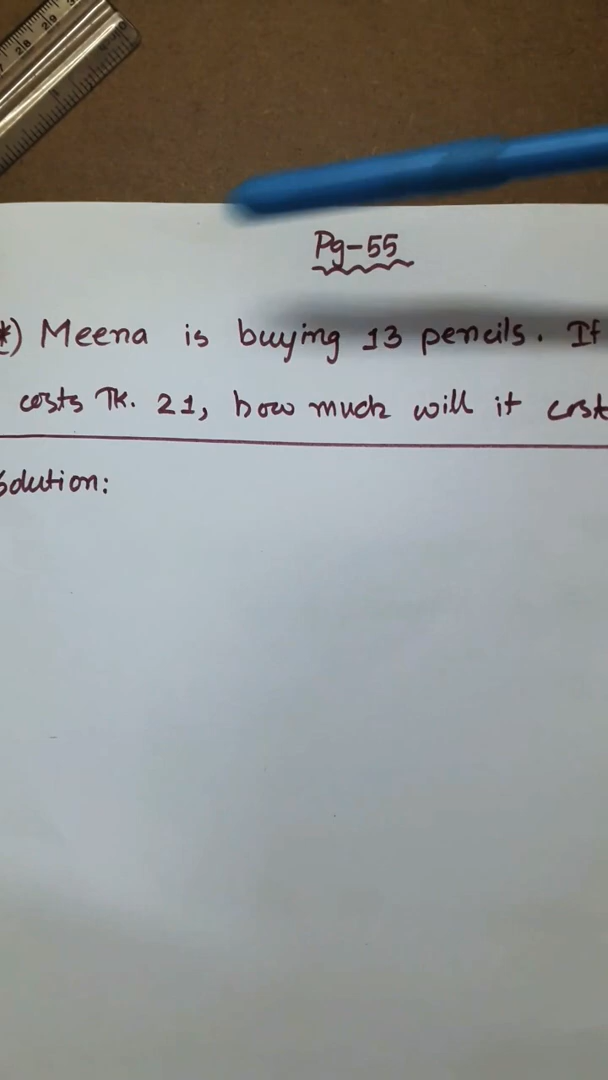 Pg-55
*) Meena is buying 13 pencils. If
costs Tk. 21, how much will it cost
Solution: